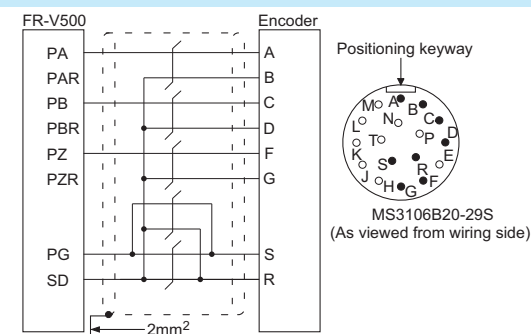 FR-V500
Encoder
PA
A
PAR
B
PB
C
PBR
D
PZ
F
PZR
G
PG
S
SD
R
2mm²
Positioning keyway
M
A
B
L
N
C
D
T
P
K
E
S
R
J
H
G
F
MS3106B20-29S
(As viewed from wiring side)